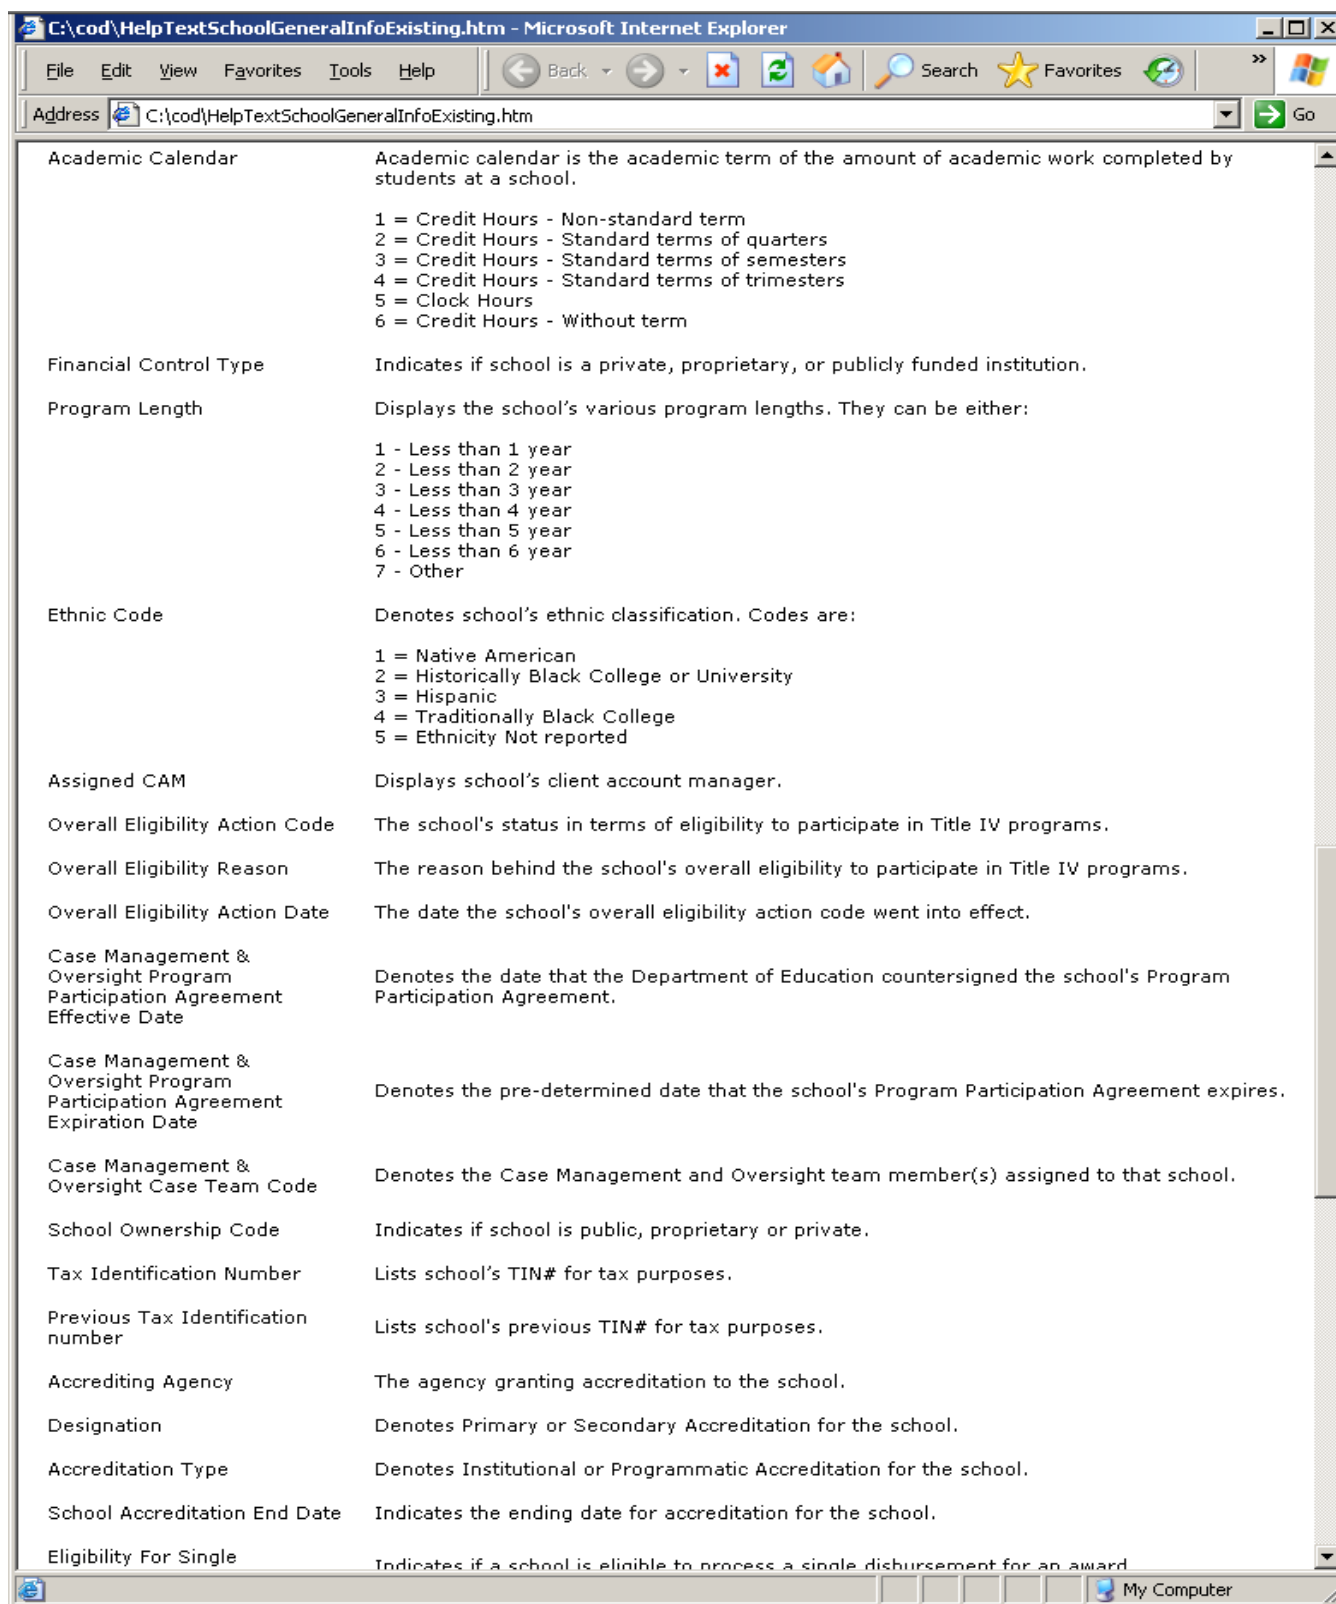 C:\cod\HelpTextSchoolGeneralInfoExisting.htm - Microsoft Internet Explorer
File Edit View Favorites Tools Help Back Search Favorites »
Address C:\cod\HelpTextSchoolGeneralInfoExisting.htm Go
Academic Calendar Academic calendar is the academic term of the amount of academic work completed by
students at a school.
1 = Credit Hours - Non-standard term
2 = Credit Hours - Standard terms of quarters
3 = Credit Hours - Standard terms of semesters
4 = Credit Hours - Standard terms of trimesters
5 = Clock Hours
6 = Credit Hours - Without term
Financial Control Type Indicates if school is a private, proprietary, or publicly funded institution.
Program Length Displays the school's various program lengths. They can be either:
1 - Less than 1 year
2 - Less than 2 year
3 - Less than 3 year
4 - Less than 4 year
5 - Less than 5 year
6 - Less than 6 year
7 - Other
Ethnic Code Denotes school's ethnic classification. Codes are:
1 = Native American
2 = Historically Black College or University
3 = Hispanic
4 = Traditionally Black College
5 = Ethnicity Not reported
Assigned CAM Displays school's client account manager.
Overall Eligibility Action Code The school's status in terms of eligibility to participate in Title IV programs.
Overall Eligibility Reason The reason behind the school's overall eligibility to participate in Title IV programs.
Overall Eligibility Action Date The date the school's overall eligibility action code went into effect.
Case Management &
Oversight Program
Participation Agreement
Effective Date
Denotes the date that the Department of Education countersigned the school's Program
Participation Agreement.
Case Management &
Oversight Program
Participation Agreement
Expiration Date
Denotes the pre-determined date that the school's Program Participation Agreement expires.
Case Management &
Oversight Case Team Code
Denotes the Case Management and Oversight team member(s) assigned to that school.
School Ownership Code Indicates if school is public, proprietary or private.
Tax Identification Number Lists school's TIN# for tax purposes.
Previous Tax Identification
number
Lists school's previous TIN# for tax purposes.
Accrediting Agency The agency granting accreditation to the school.
Designation Denotes Primary or Secondary Accreditation for the school.
Accreditation Type Denotes Institutional or Programmatic Accreditation for the school.
School Accreditation End Date Indicates the ending date for accreditation for the school.
Eligibility For Single
Indicates if a school is eligible to process a single disbursement for an award
My Computer